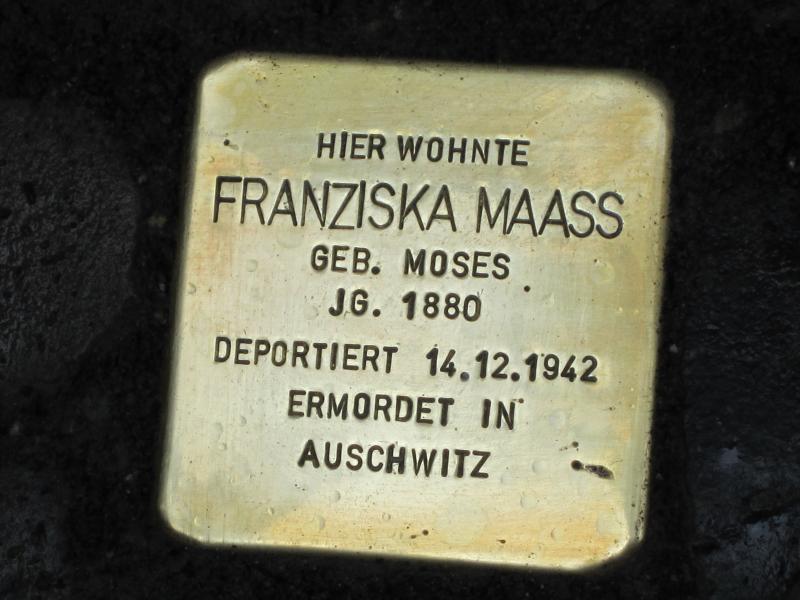 HIER WOHNTE
FRANZISKA MAASS
GEB. MOSES
JG. 1880
DEPORTIERT 14.12.1942
ERMORDET IN
AUSCHWITZ